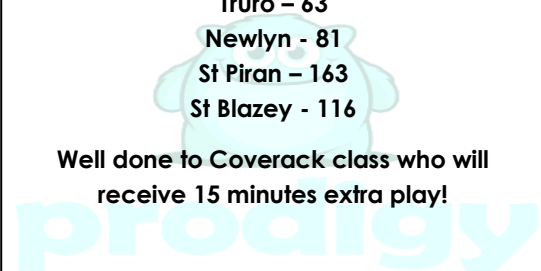 Truro – 63
Newlyn - 81
St Piran – 163
St Blazey - 116
Well done to Coverack class who will
receive 15 minutes extra play!
prodigy